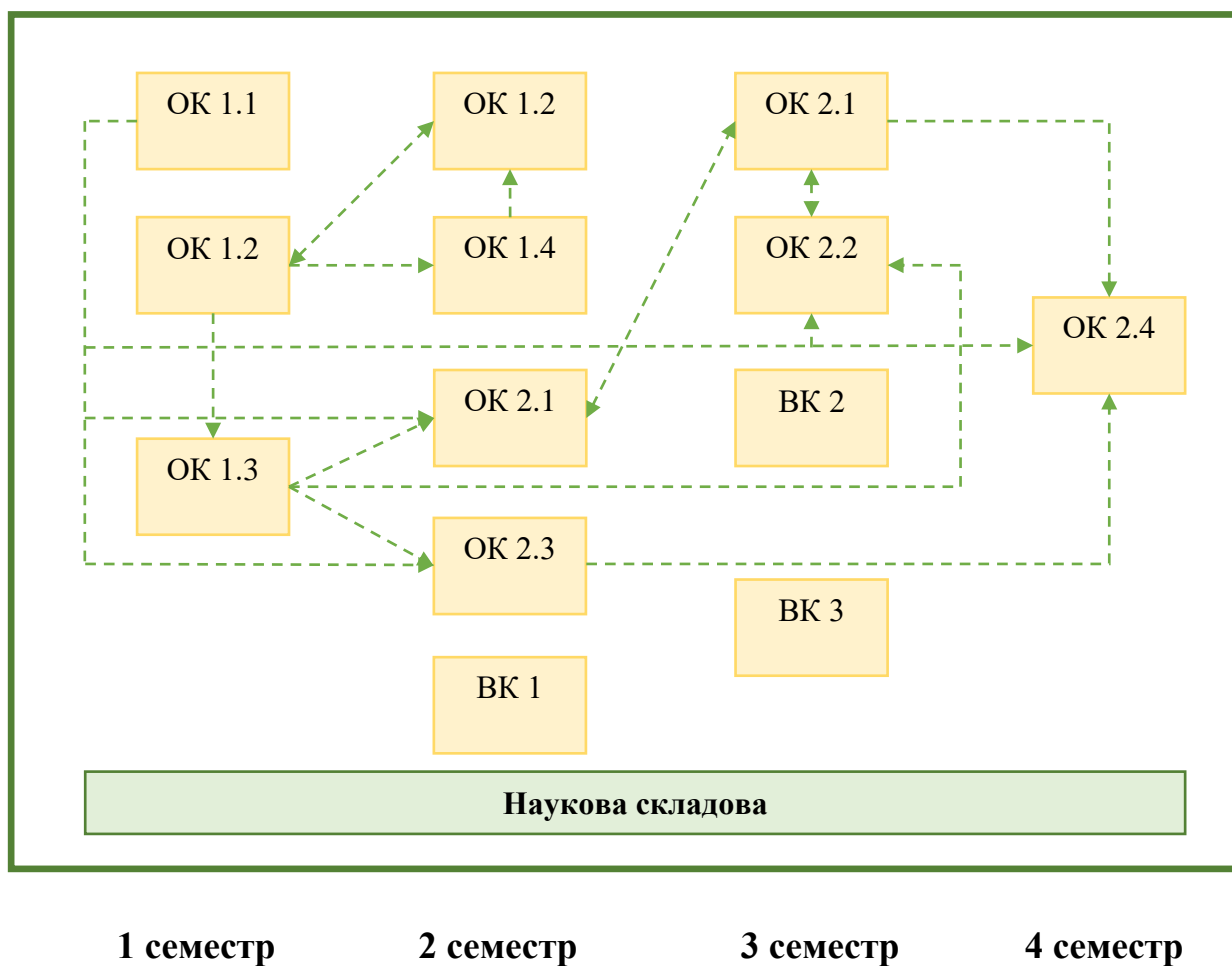 ОК 1.1
ОК 1.2
ОК 2.1
ОК 1.2
ОК 1.4
ОК 2.2
ОК 2.4
ОК 2.1
ВК 2
ОК 1.3
ОК 2.3
ВК 3
ВК 1
Наукова складова
1 семестр
2 семестр
3 семестр
4 семестр